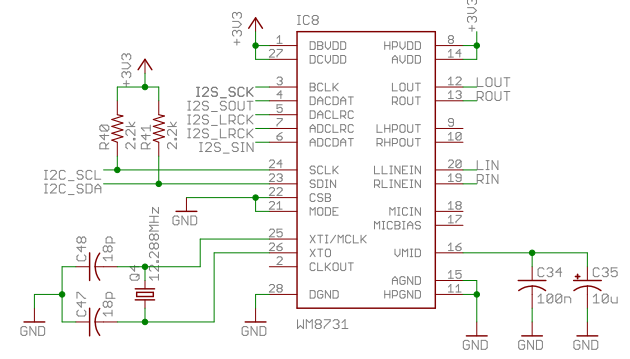 IC8
+3V3
+3V3
+3V3
1 DBVDD HPVDD 8
27 DCVDD AVDD 14
I2S_SCK 3 BCLK LOUT 12 LOUT
I2S_SOUT 4 DACDAT ROUT 13 ROUT
I2S_LRCK 5 DACLRC
I2S_LRCK 7 ADCLRC LHPOUT 9
I2S_SIN 6 ADCDAT RHPOUT 10
R40 2.2k
R41 2.2k
I2C_SCL 24 SCLK LLINEIN 20 LIN
I2C_SDA 23 SDIN RLINEIN 19 RIN
22 CSB
21 MODE MICIN 18
GND
MICBIAS 17
25 XTI/MCLK
26 XTO VMID 16
2 CLKOUT
C48 18p
Q4 12.288MHz
C47 18p
AGND 15
28 DGND HPGND 11
C34 100n
+ C35 10u
WM8731
GND
GND
GND
GND
GND